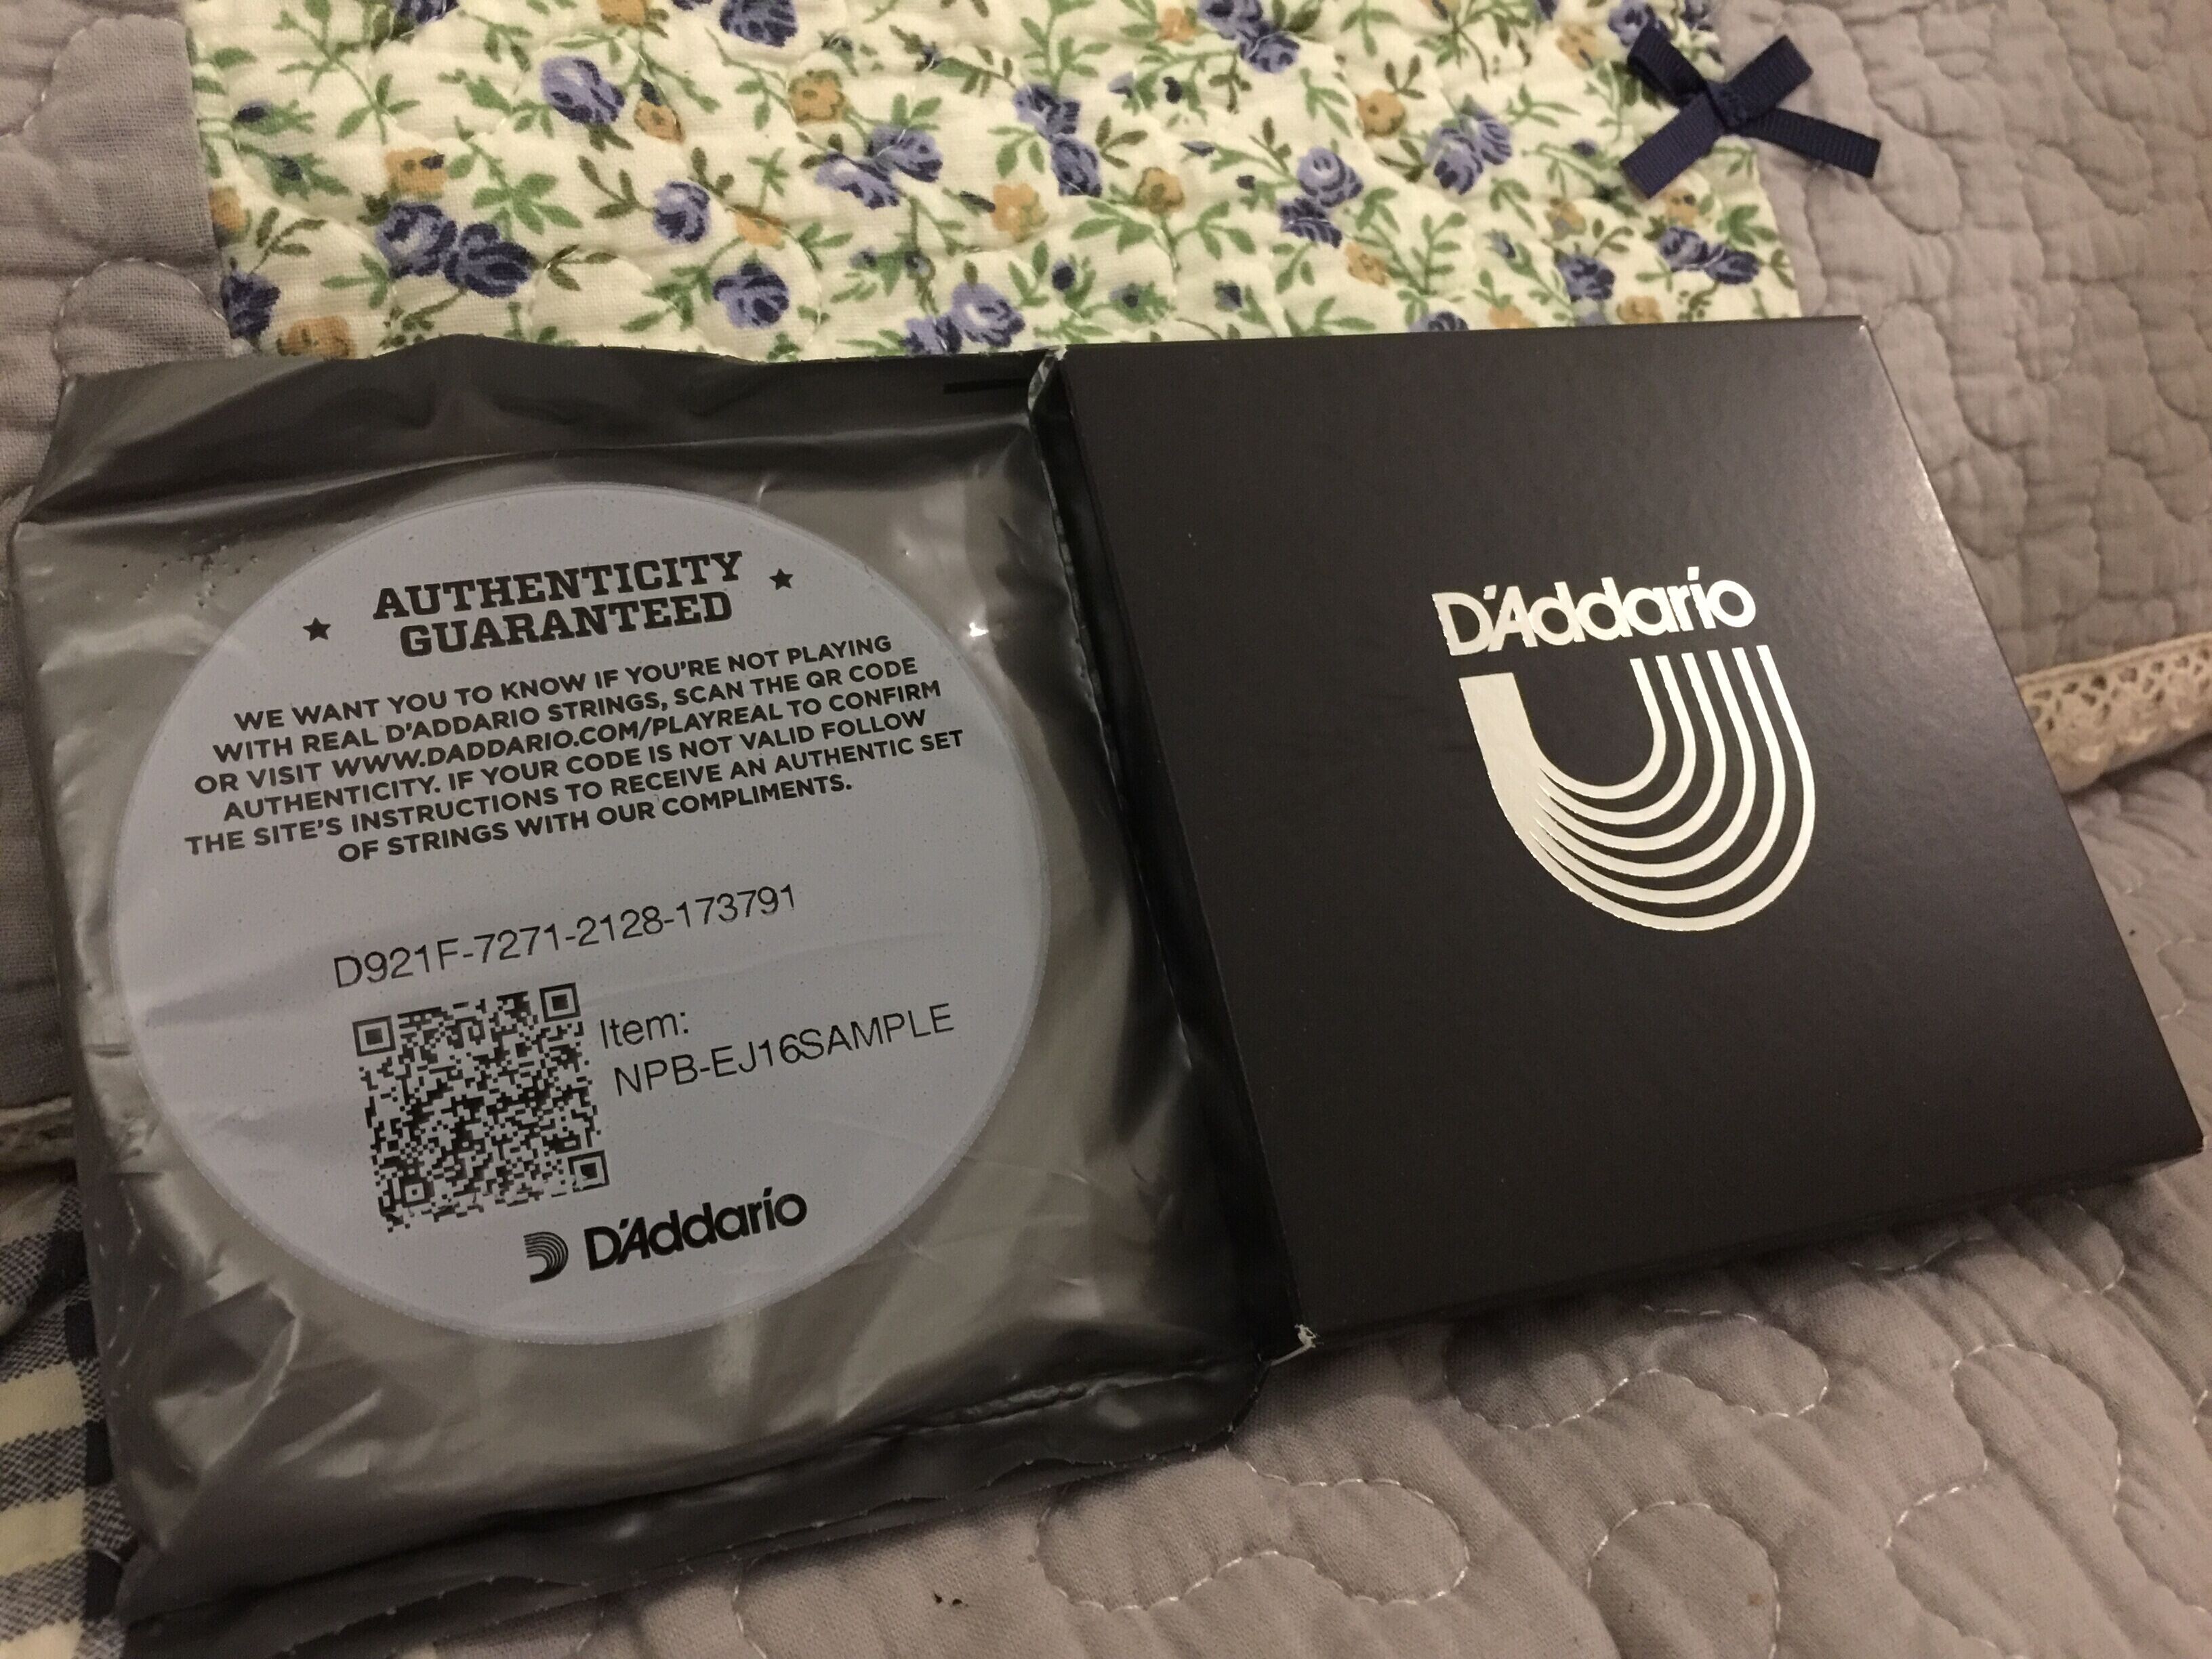 AUTHENTICITY
GUARANTEED
WE WANT YOU TO KNOW IF YOU'RE NOT PLAYING
WITH REAL D'ADDARIO STRINGS, SCAN THE QR CODE
OR VISIT WWW.DADDARIO.COM/PLAYREAL TO CONFIRM
AUTHENTICITY. IF YOUR CODE IS NOT VALID FOLLOW
THE SITE'S INSTRUCTIONS TO RECEIVE AN AUTHENTIC SET
OF STRINGS WITH OUR COMPLIMENTS.
D921F-7271-2128-173791
Item:
NPB-EJ16SAMPLE
D'Addario
D'Addario